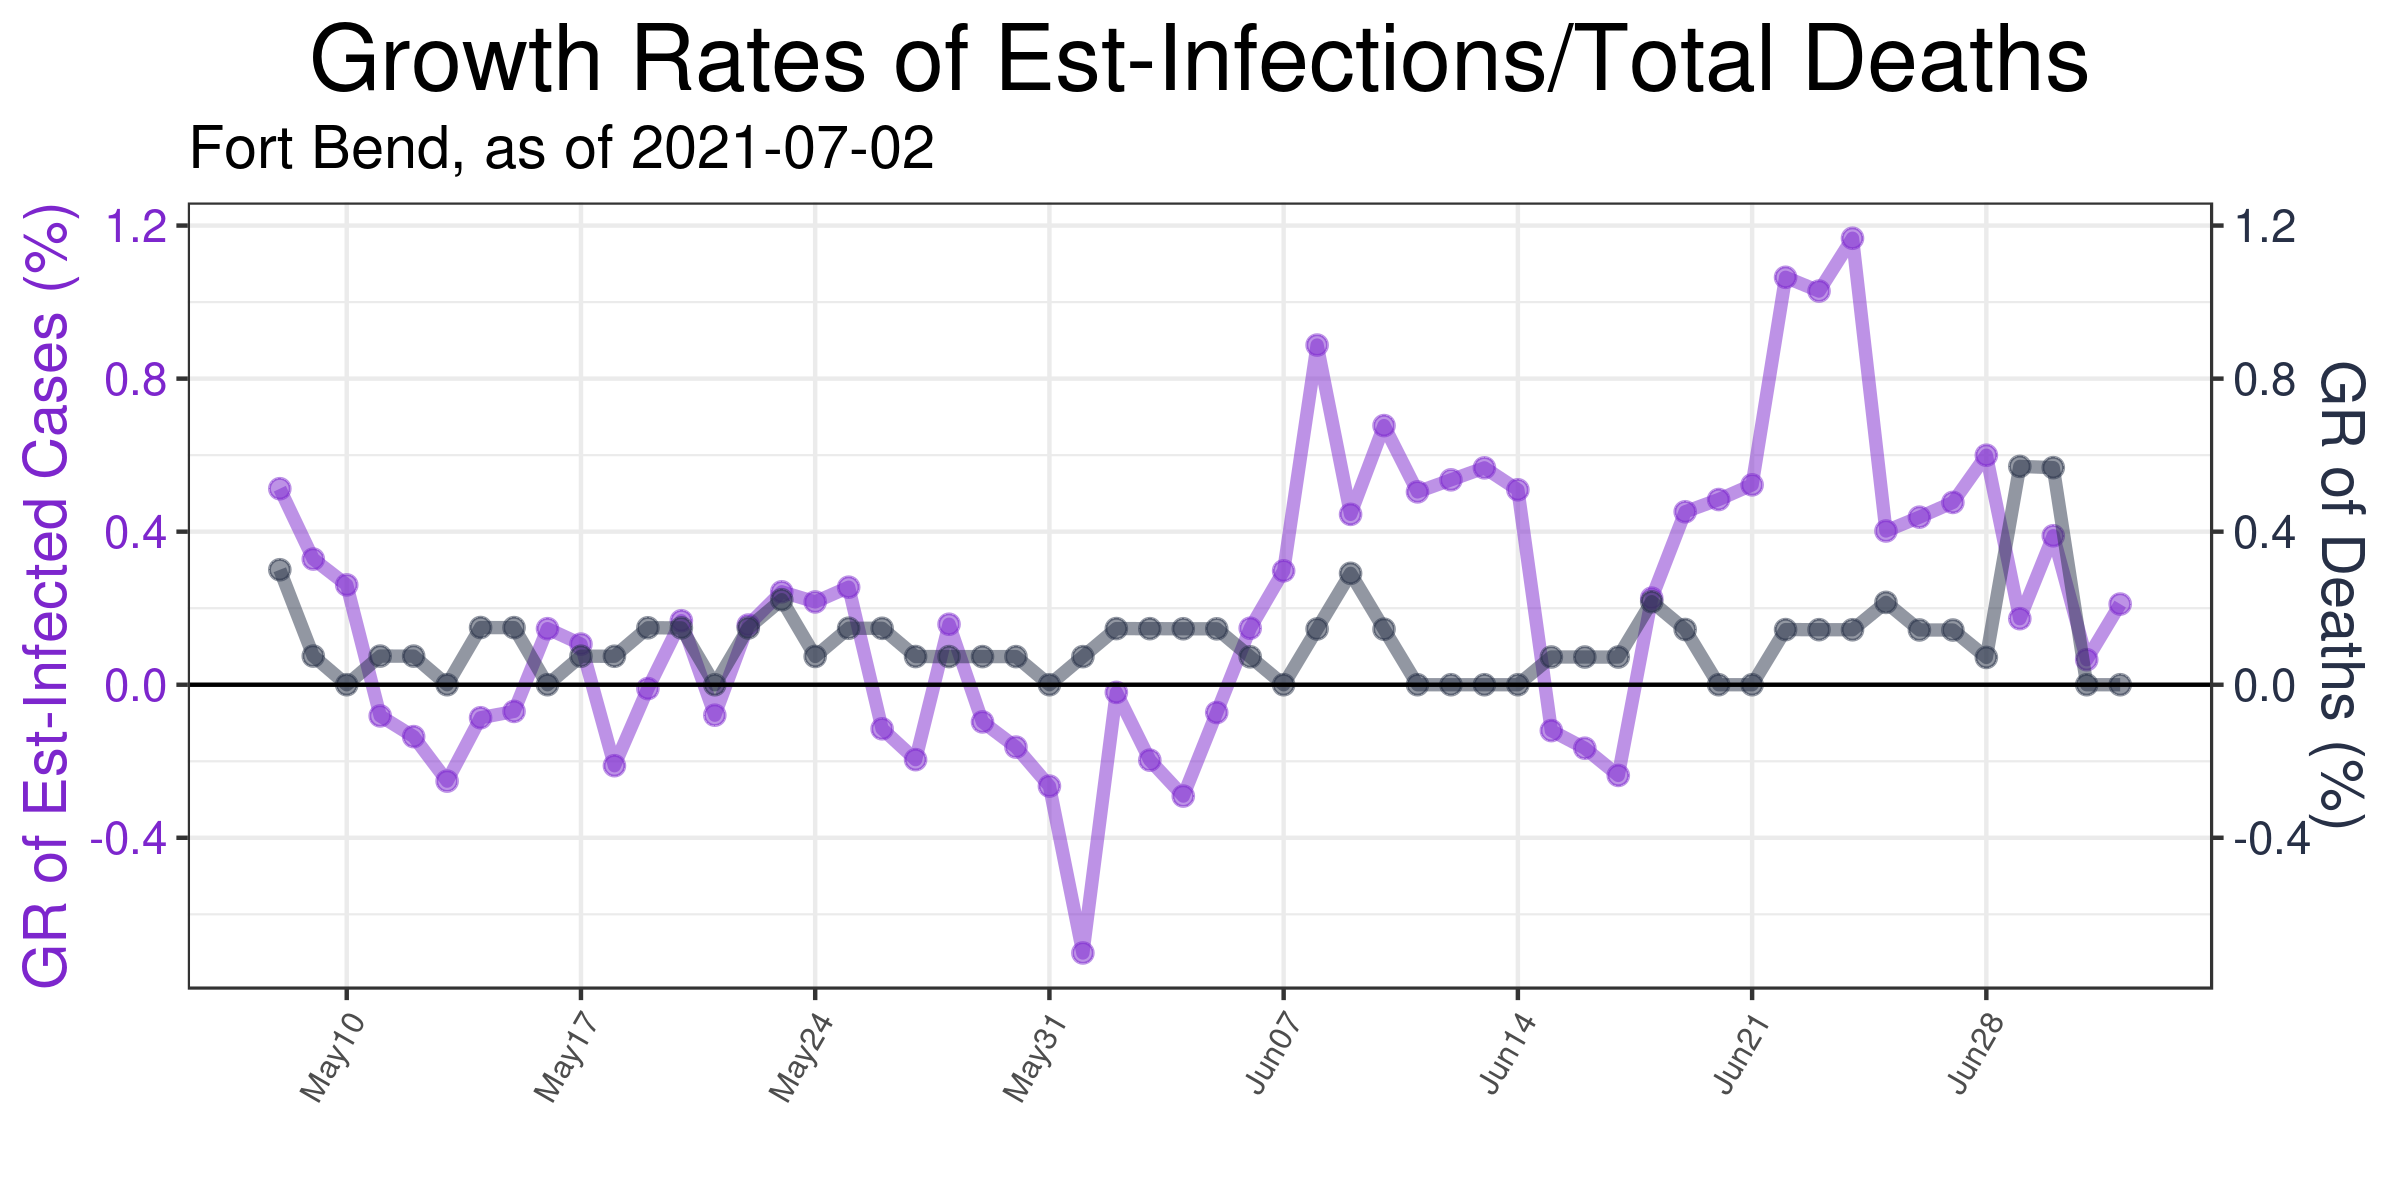 Growth Rates of Est-Infections/Total Deaths
Fort Bend, as of 2021-07-02
GR of Est-Infected Cases (%)
1.2
0.8
0.4
0.0
-0.4
1.2
0.8
0.4
0.0
-0.4
GR of Deaths (%)
May10
May17
May24
May31
Jun07
Jun14
Jun21
Jun28